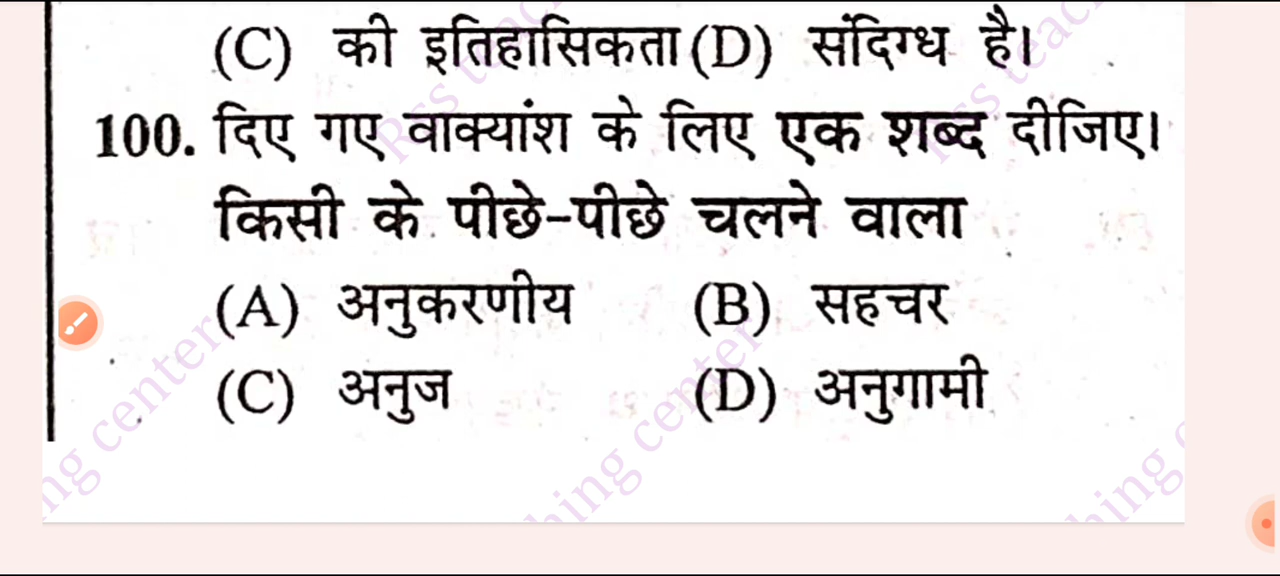 (C) की इतिहासिकता (D) संदिग्ध है।
100. दिए गए वाक्यांश के लिए एक शब्द दीजिए।
किसी के पीछे-पीछे चलने वाला
(A) अनुकरणीय (B) सहचर
(C) अनुज (D) अनुगामी